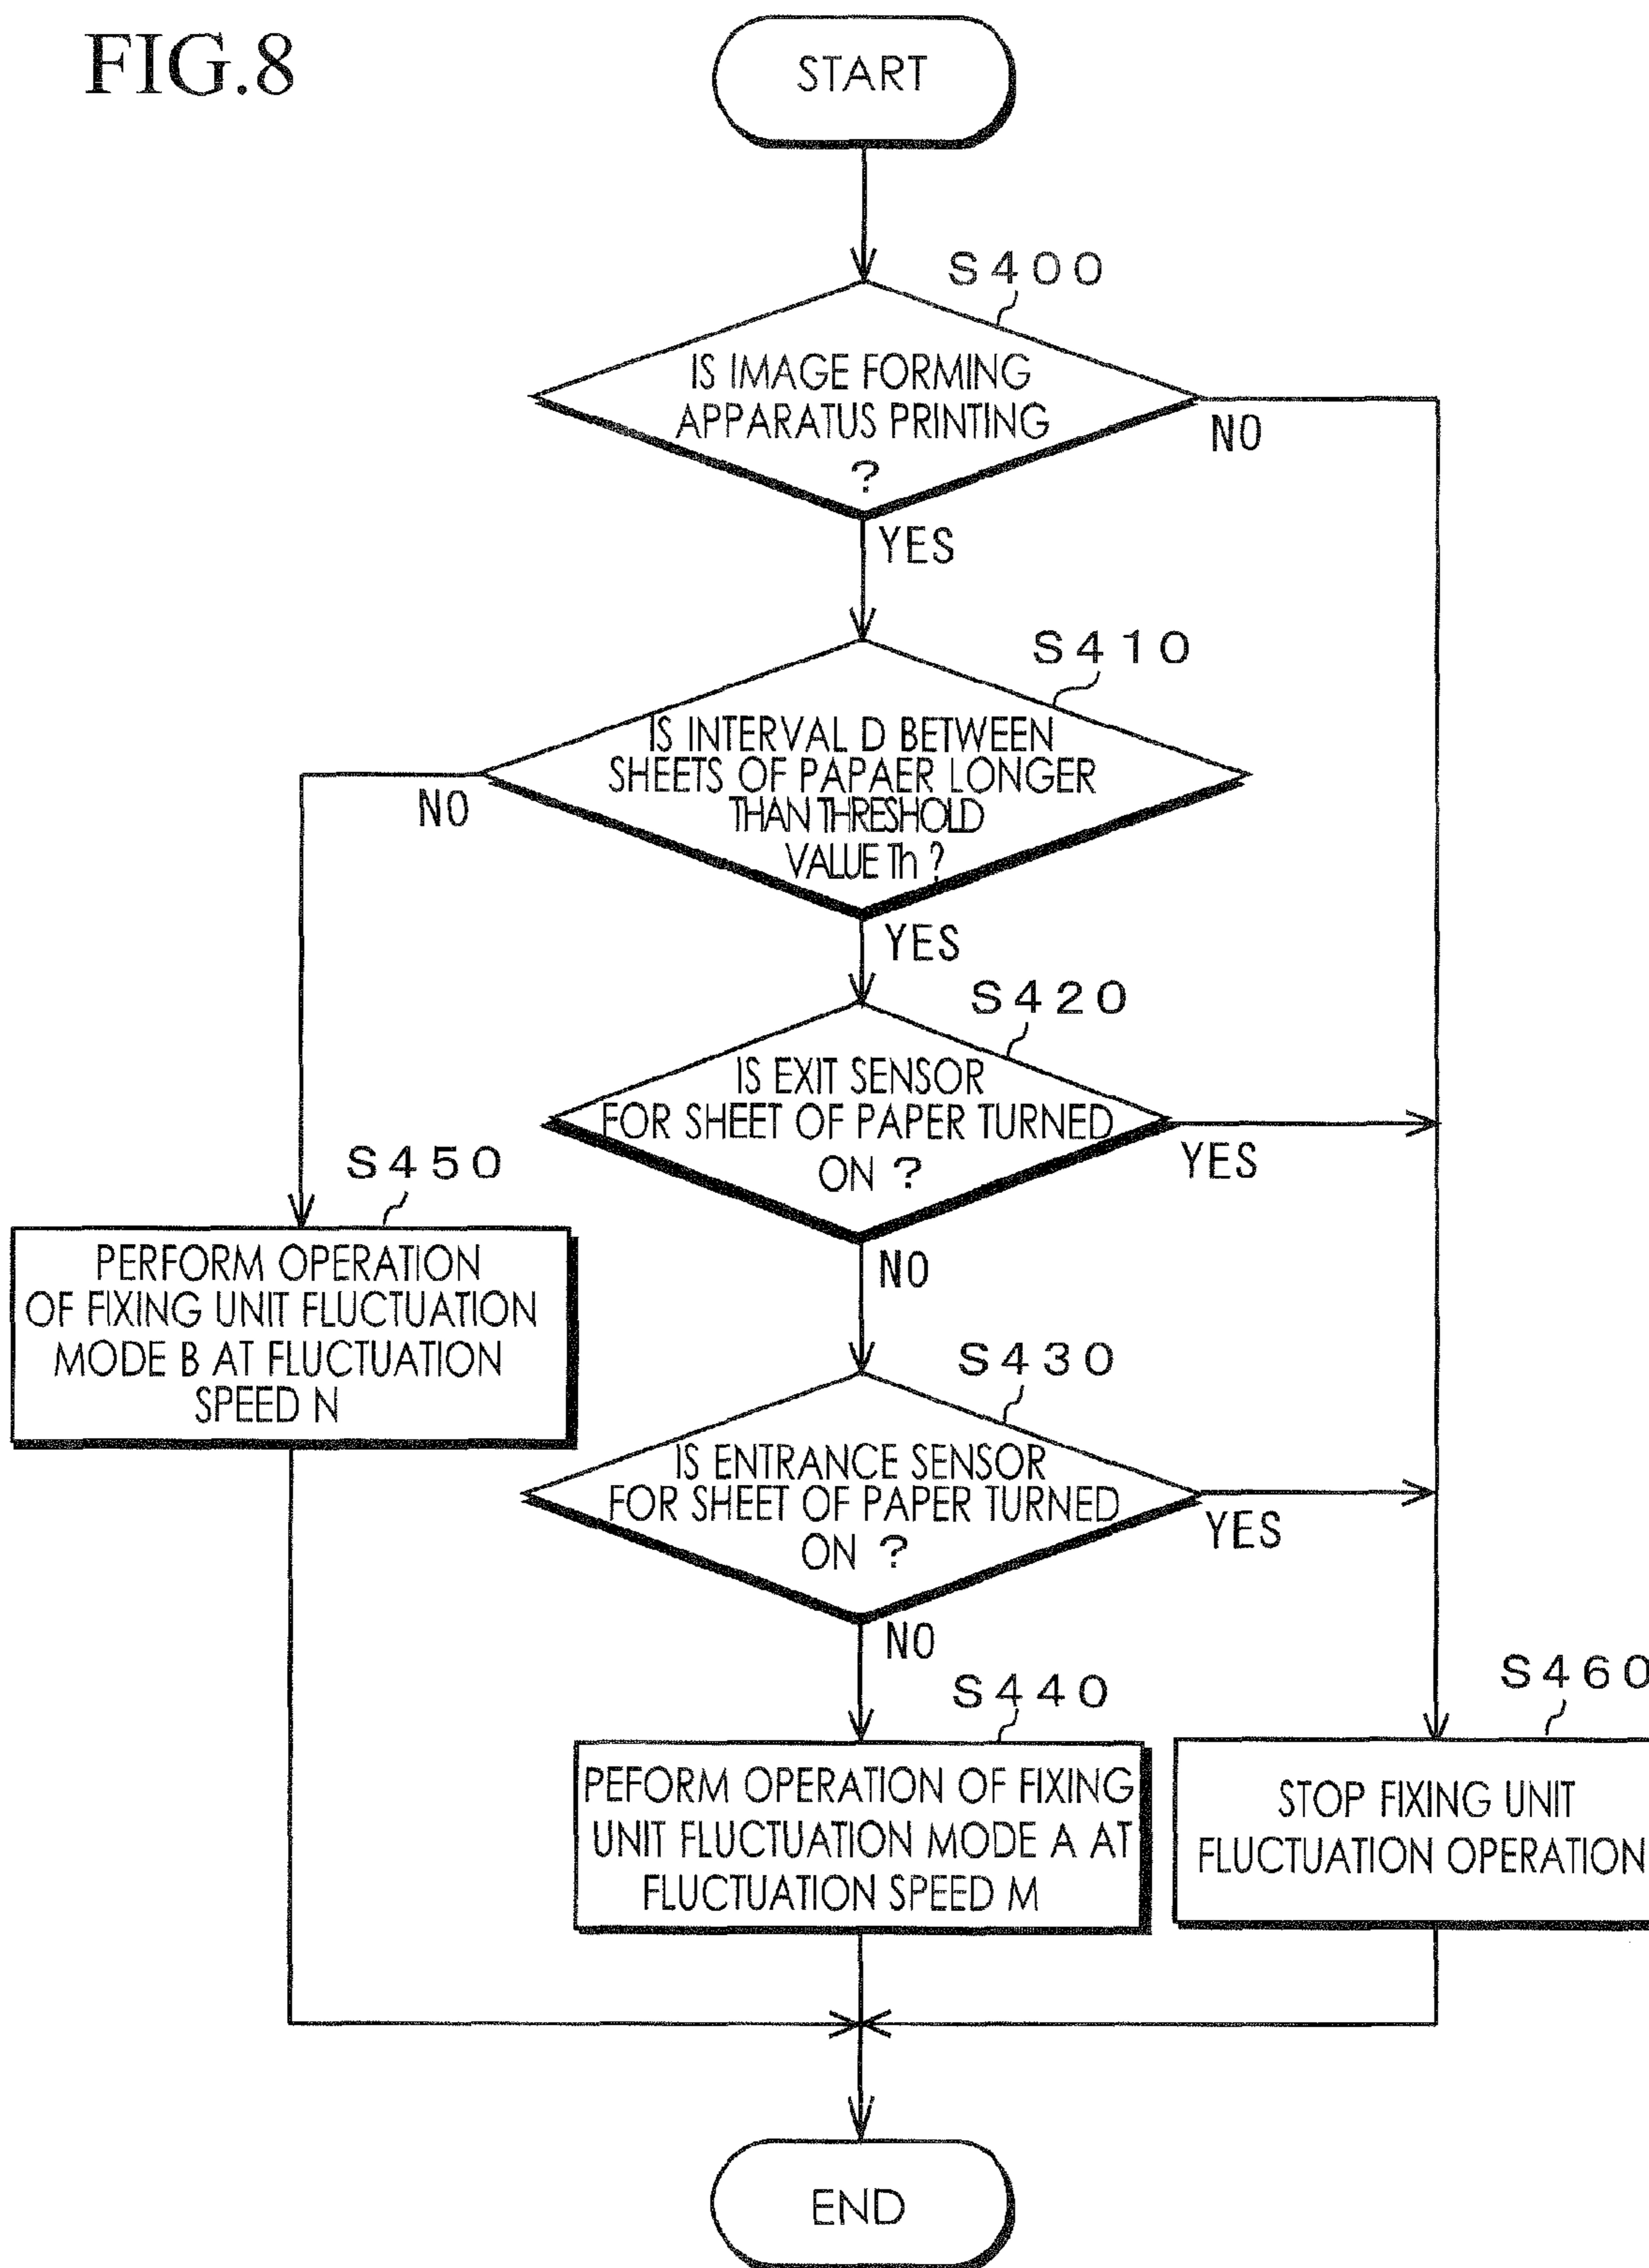 FIG.8
START
S400
IS IMAGE FORMING
APPARATUS PRINTING
?
NO
YES
S410
IS INTERVAL D BETWEEN
SHEETS OF PAPAER LONGER
THAN THRESHOLD
VALUE Th ?
NO
YES
S420
IS EXIT SENSOR
FOR SHEET OF PAPER TURNED
ON ?
YES
NO
S450
PERFORM OPERATION
OF FIXING UNIT FLUCTUATION
MODE B AT FLUCTUATION
SPEED N
S430
IS ENTRANCE SENSOR
FOR SHEET OF PAPER TURNED
ON ?
YES
NO
S440
PEFORM OPERATION OF FIXING
UNIT FLUCTUATION MODE A AT
FLUCTUATION SPEED M
S460
STOP FIXING UNIT
FLUCTUATION OPERATION
END